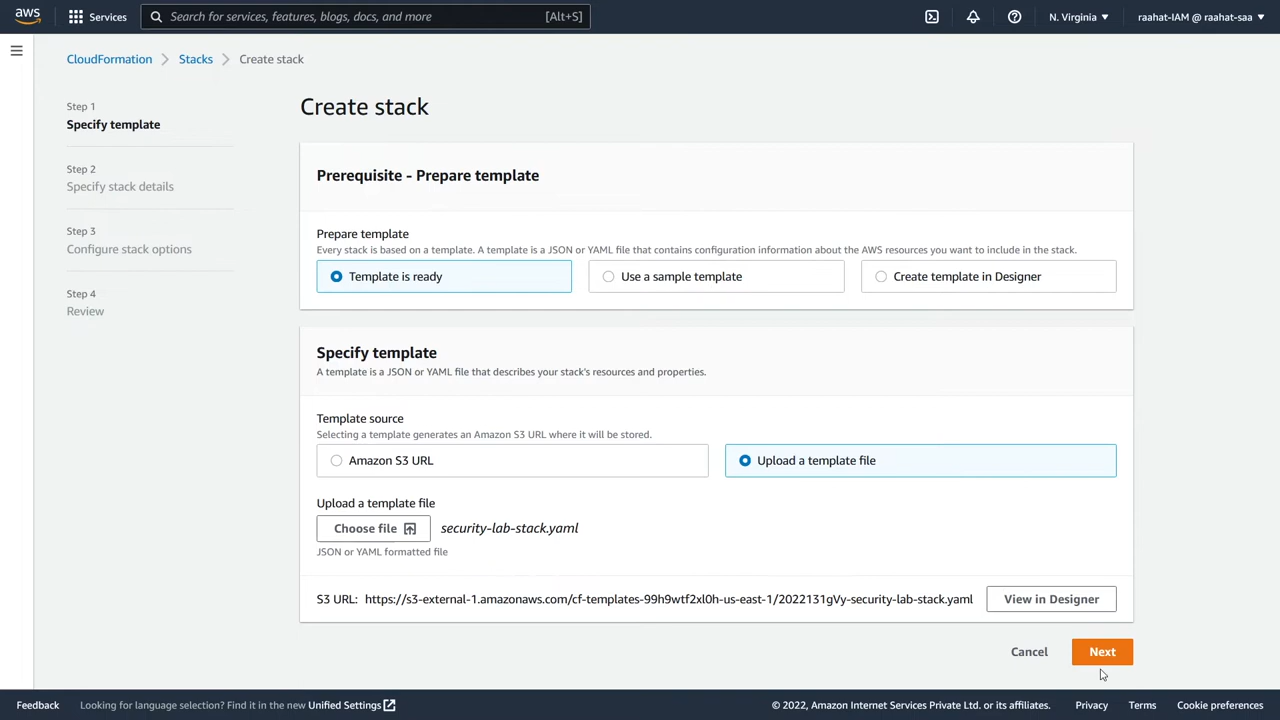 aws
Services
Search for services, features, blogs, docs, and more
[Alt+S]
N. Virginia
raahat-IAM @ raahat-saa
CloudFormation
Stacks
Create stack
Step 1
Specify template
Step 2
Specify stack details
Step 3
Configure stack options
Step 4
Review
Create stack
Prerequisite - Prepare template
Prepare template
Every stack is based on a template. A template is a JSON or YAML file that contains configuration information about the AWS resources you want to include in the stack.
Template is ready
Use a sample template
Create template in Designer
Specify template
A template is a JSON or YAML file that describes your stack's resources and properties.
Template source
Selecting a template generates an Amazon S3 URL where it will be stored.
Amazon S3 URL
Upload a template file
Upload a template file
Choose file
security-lab-stack.yaml
JSON or YAML formatted file
S3 URL: https://s3-external-1.amazonaws.com/cf-templates-99h9wtf2xl0h-us-east-1/2022131gVy-security-lab-stack.yaml
View in Designer
Cancel
Next
Feedback
Looking for language selection? Find it in the new Unified Settings
© 2022, Amazon Internet Services Private Ltd. or its affiliates.
Privacy
Terms
Cookie preferences